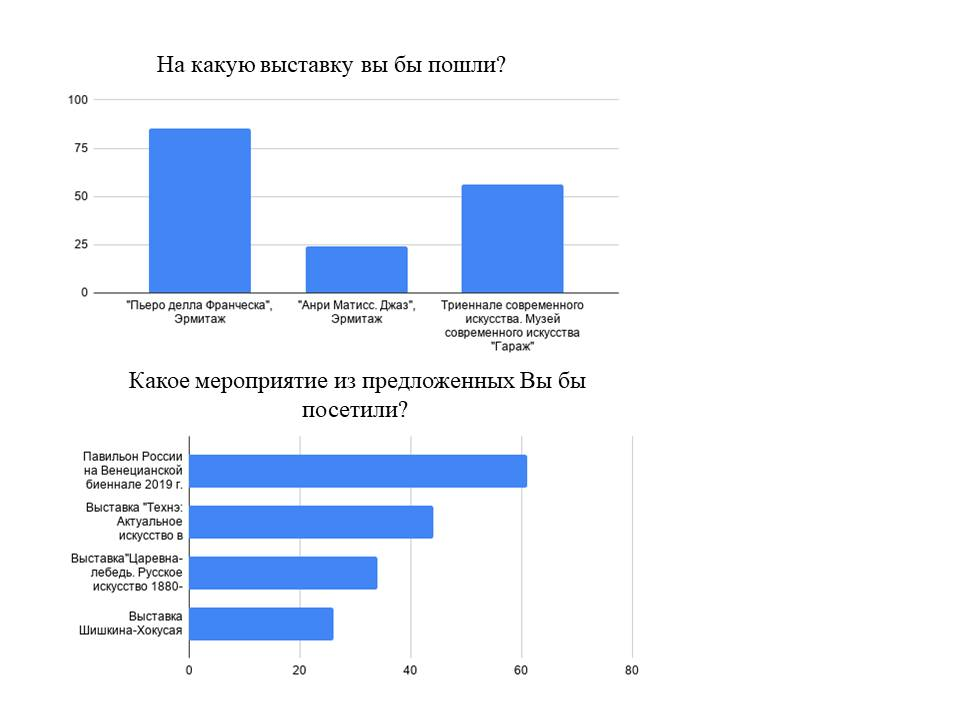 На какую выставку вы бы пошли?
100
75
50
25
0
"Пьеро делла Франческа",
Эрмитаж
"Анри Матисс. Джаз",
Эрмитаж
Триеннале современного
искусства. Музей
современного искусства
"Гараж"
Какое мероприятие из предложенных Вы бы
посетили?
Павильон России
на Венецианской
биеннале 2019 г.
Выставка "Технэ:
Актуальное
искусство в
Выставка"Царевна-
лебедь. Русское
искусство 1880-
Выставка
Шишкина-Хокусая
0 20 40 60 80